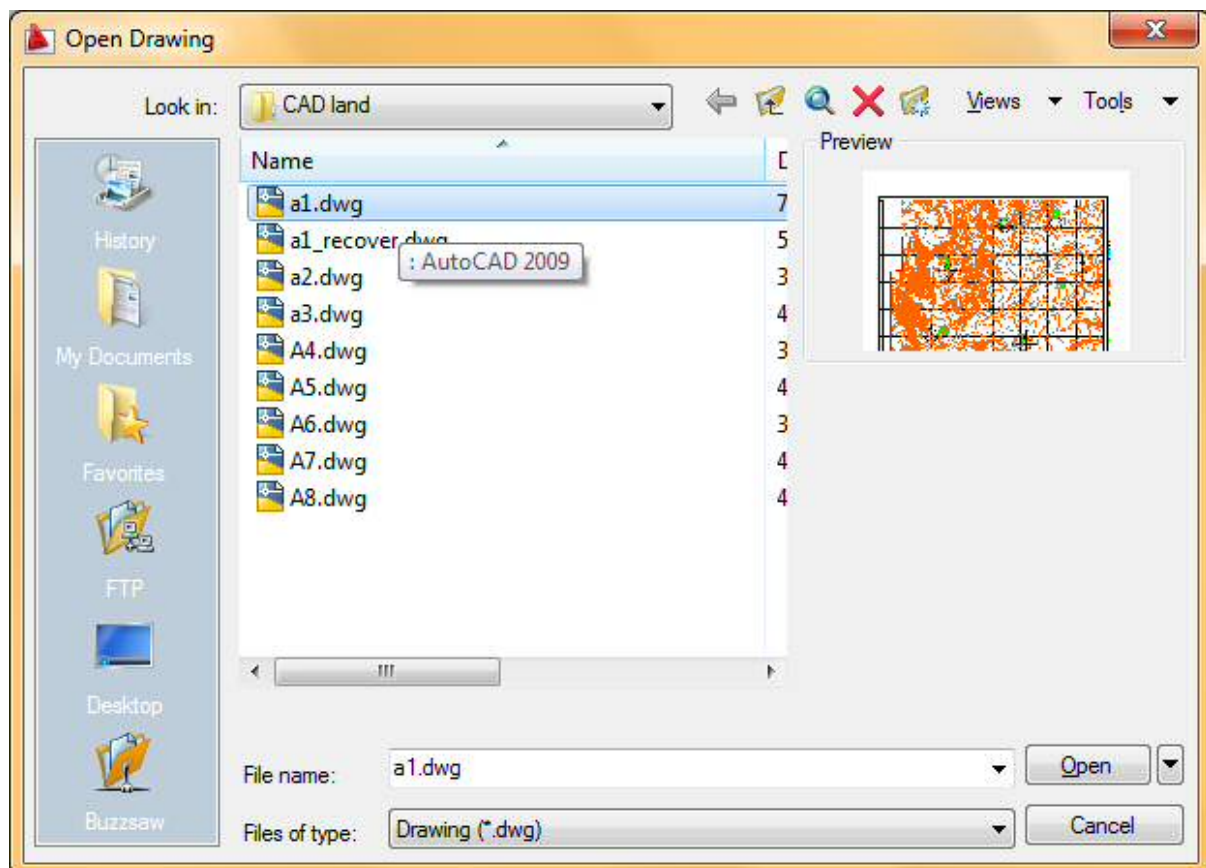 Open Drawing
Look in: CAD land Views Tools
Name D
Preview
a1.dwg 7
a1_recover.dwg 5
: AutoCAD 2009
a2.dwg 3
a3.dwg 4
A4.dwg 3
A5.dwg 4
A6.dwg 3
A7.dwg 4
A8.dwg 4
History
My Documents
Favorites
FTP
Desktop
Buzzsaw
File name: a1.dwg Open
Files of type: Drawing (*.dwg) Cancel